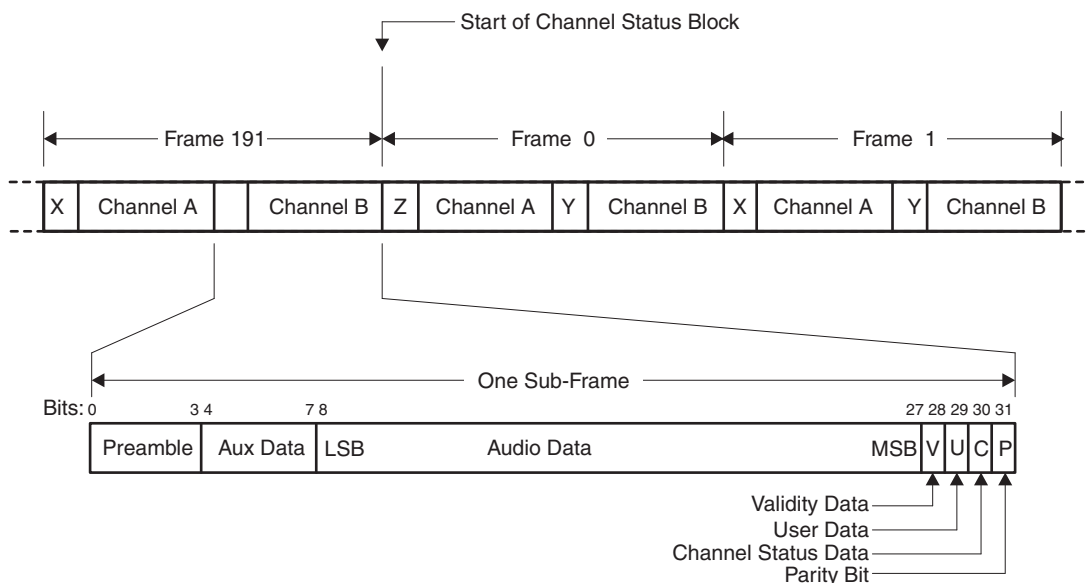 Start of Channel Status Block
Frame 191 Frame 0 Frame 1
X Channel A Channel B Z Channel A Y Channel B X Channel A Y Channel B
One Sub-Frame
Bits: 0 3 4 7 8 27 28 29 30 31
Preamble Aux Data LSB Audio Data MSB V U C P
Validity Data
User Data
Channel Status Data
Parity Bit